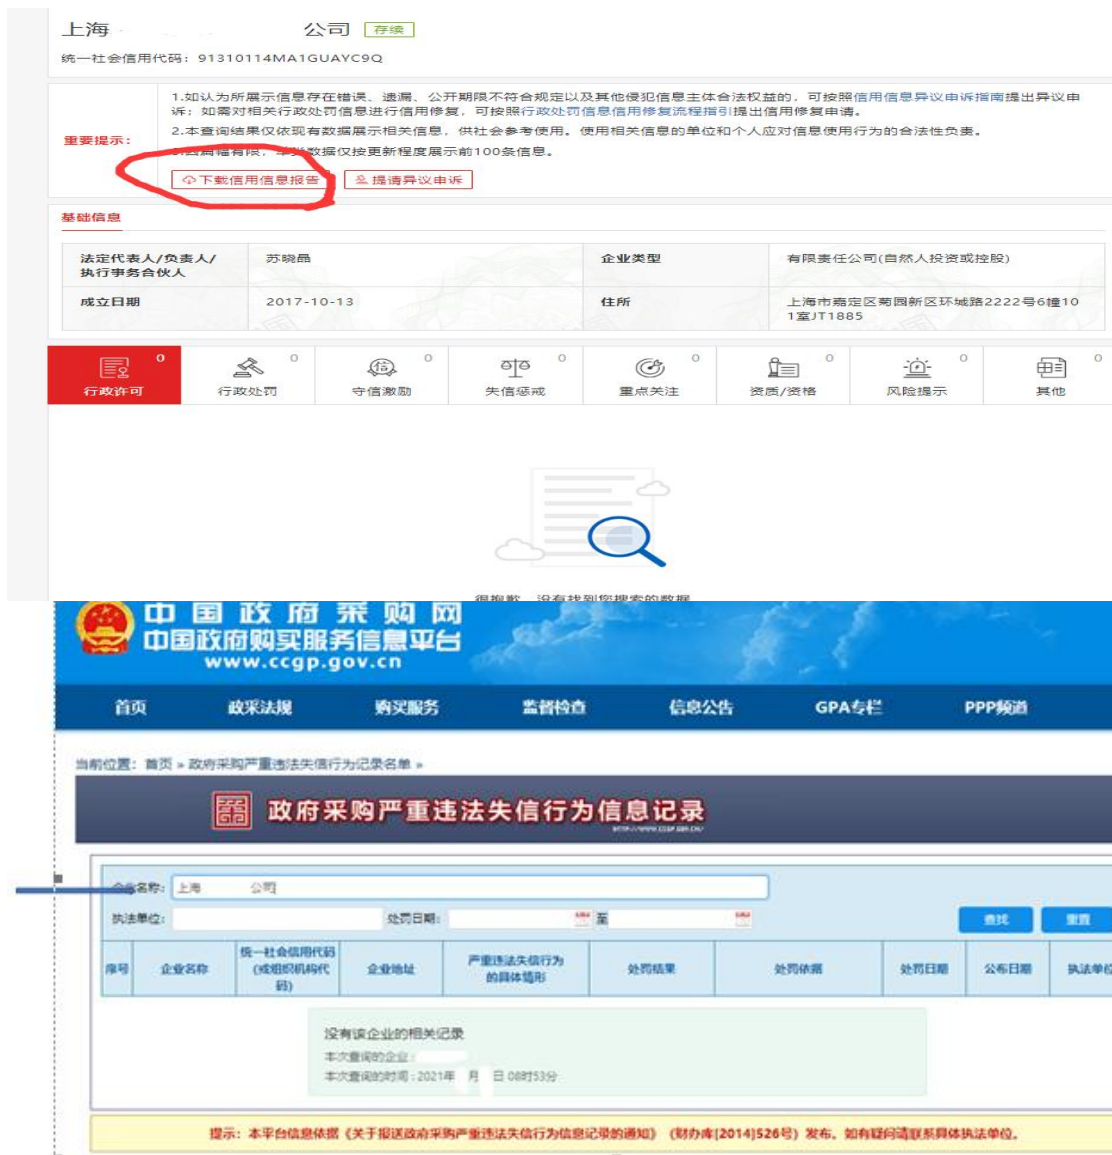 上海 公司 存续
统一社会信用代码：91310114MA1GUAYC9Q
1.如认为所展示信息存在错误、遗漏、公开期限不符合规定以及其他侵犯信息主体合法权益的，可按照信用信息异议申诉指南提出异议申
诉；如需对相关行政处罚信息进行信用修复，可按照行政处罚信息信用修复流程指引提出信用修复申请。
重要提示：
2.本查询结果仅依现有数据展示相关信息，供社会参考使用。使用相关信息的单位和个人应对信息使用行为的合法性负责。
篇幅有限，单类数据仅按更新程度展示前100条信息。
下载信用信息报告 提请异议申诉
基础信息
法定代表人/负责人/ 苏晓晶 企业类型 有限责任公司(自然人投资或控股)
执行事务合伙人
成立日期 2017-10-13 住所 上海市嘉定区菊园新区环城路2222号6幢10
1室JT1885
0 0 0 0 0 0 0 0
行政许可 行政处罚 守信激励 失信惩戒 重点关注 资质/资格 风险提示 其他
很抱歉，没有找到您搜索的数据
中国政府采购网
中国政府购买服务信息平台
www.ccgp.gov.cn
首页 政采法规 购买服务 监督检查 信息公告 GPA专栏 PPP频道
当前位置：首页 » 政府采购严重违法失信行为记录名单 »
政府采购严重违法失信行为信息记录
HTTP://WWW.CCGP.GOV.CN/
企业名称： 上海 公司
执法单位： 处罚日期： 至 查找 重置
序号 企业名称 统一社会信用代码 企业地址 严重违法失信行为 处罚结果 处罚依据 处罚日期 公布日期 执法单位
(或组织机构代 的具体情形
码)
没有该企业的相关记录
本次查询的企业：
本次查询的时间：2021年 月 日 08时53分
提示：本平台信息依据《关于报送政府采购严重违法失信行为信息记录的通知》（财办库[2014]526号）发布，如有疑问请联系具体执法单位。